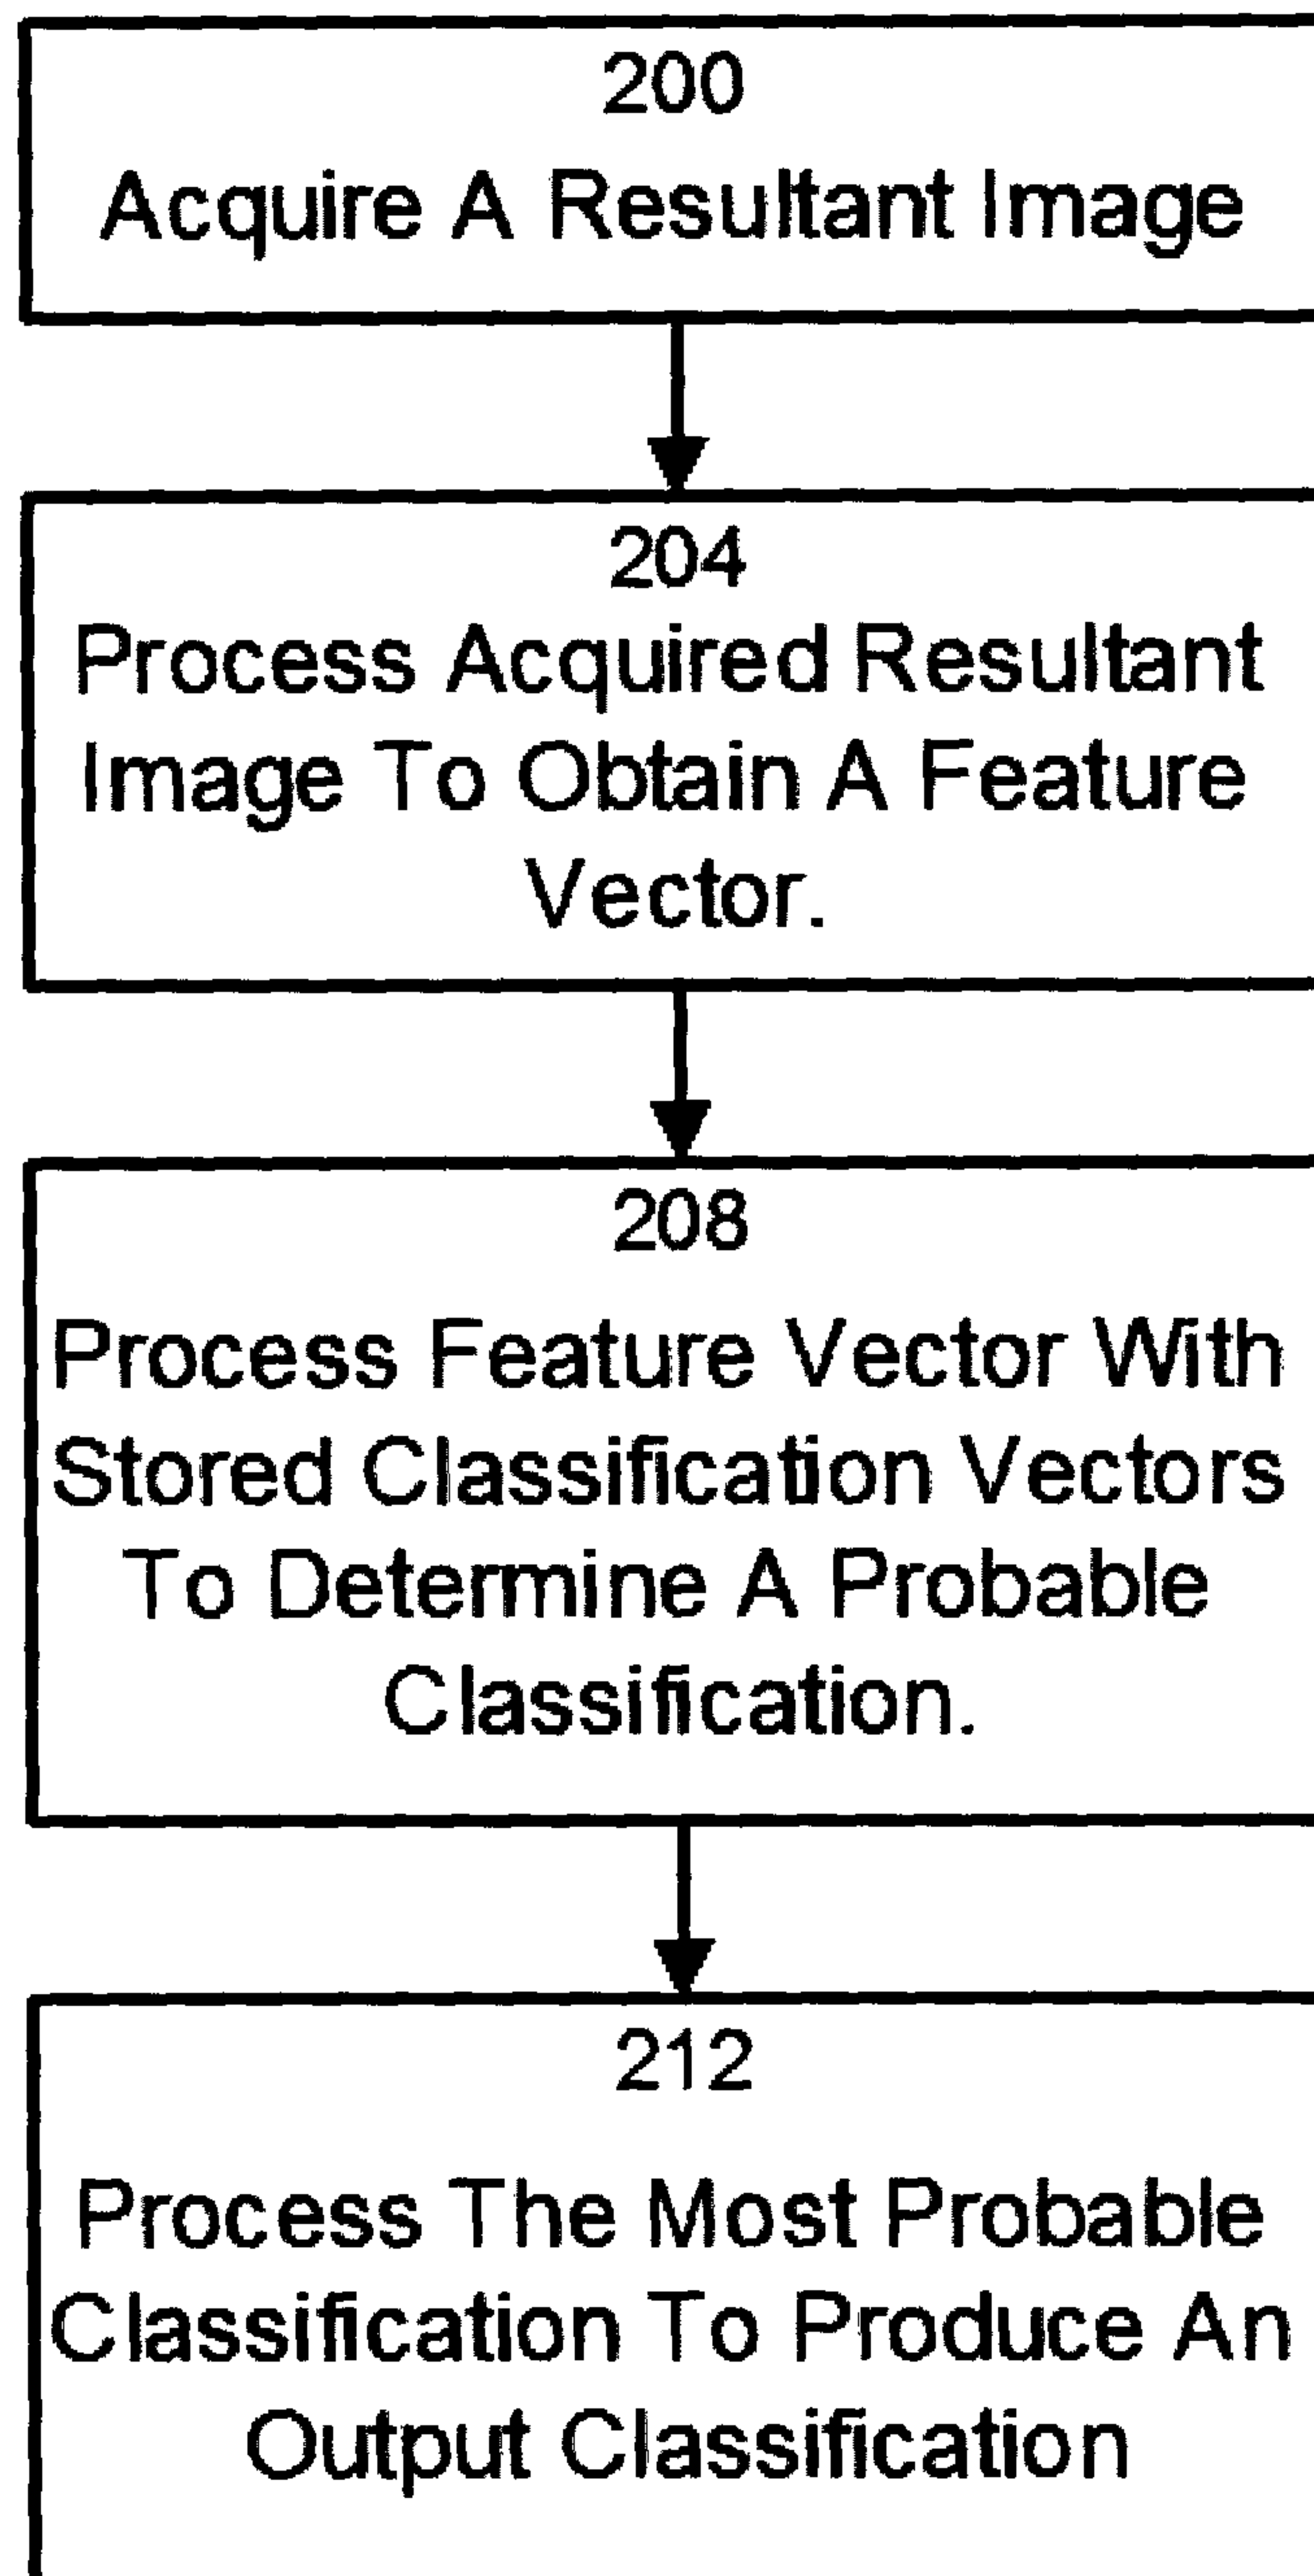 200
Acquire A Resultant Image
204
Process Acquired Resultant
Image To Obtain A Feature
Vector.
208
Process Feature Vector With
Stored Classification Vectors
To Determine A Probable
Classification.
212
Process The Most Probable
Classification To Produce An
Output Classification